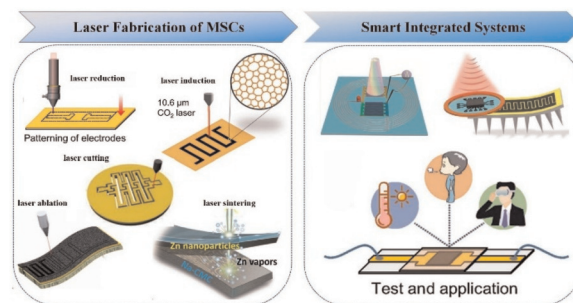 Laser Fabrication of MSCs
Smart Integrated Systems
laser reduction
laser induction
10.6 μm
CO₂ laser
Patterning of electrodes
laser cutting
laser ablation
laser sintering
Zn nanoparticles
Zn vapors
Test and application